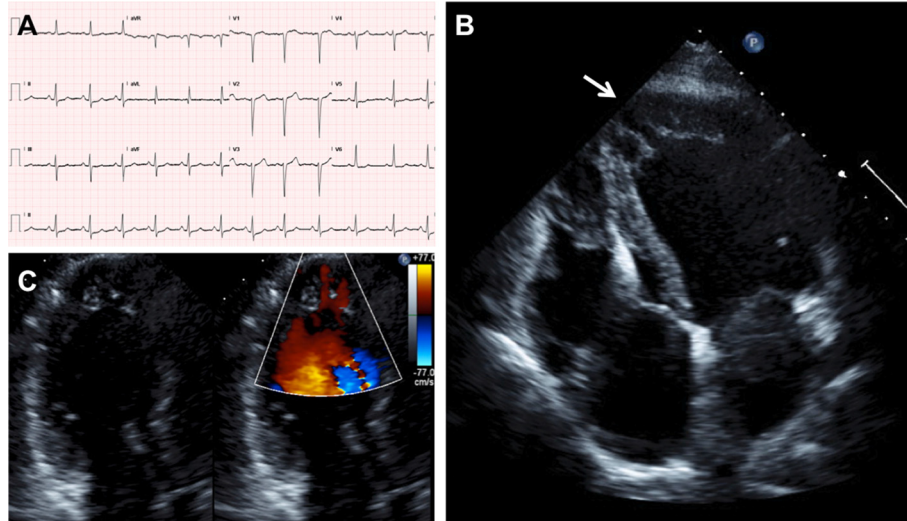 A
aVR
V1
V4
II
aVL
V2
V5
III
aVF
V3
V6
II
B
P
C
P
+77.0
-77.0
cm/s